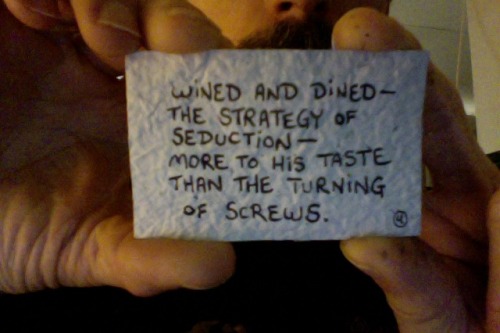 WINED AND DINED—
THE STRATEGY OF
SEDUCTION—
MORE TO HIS TASTE
THAN THE TURNING
OF SCREWS.